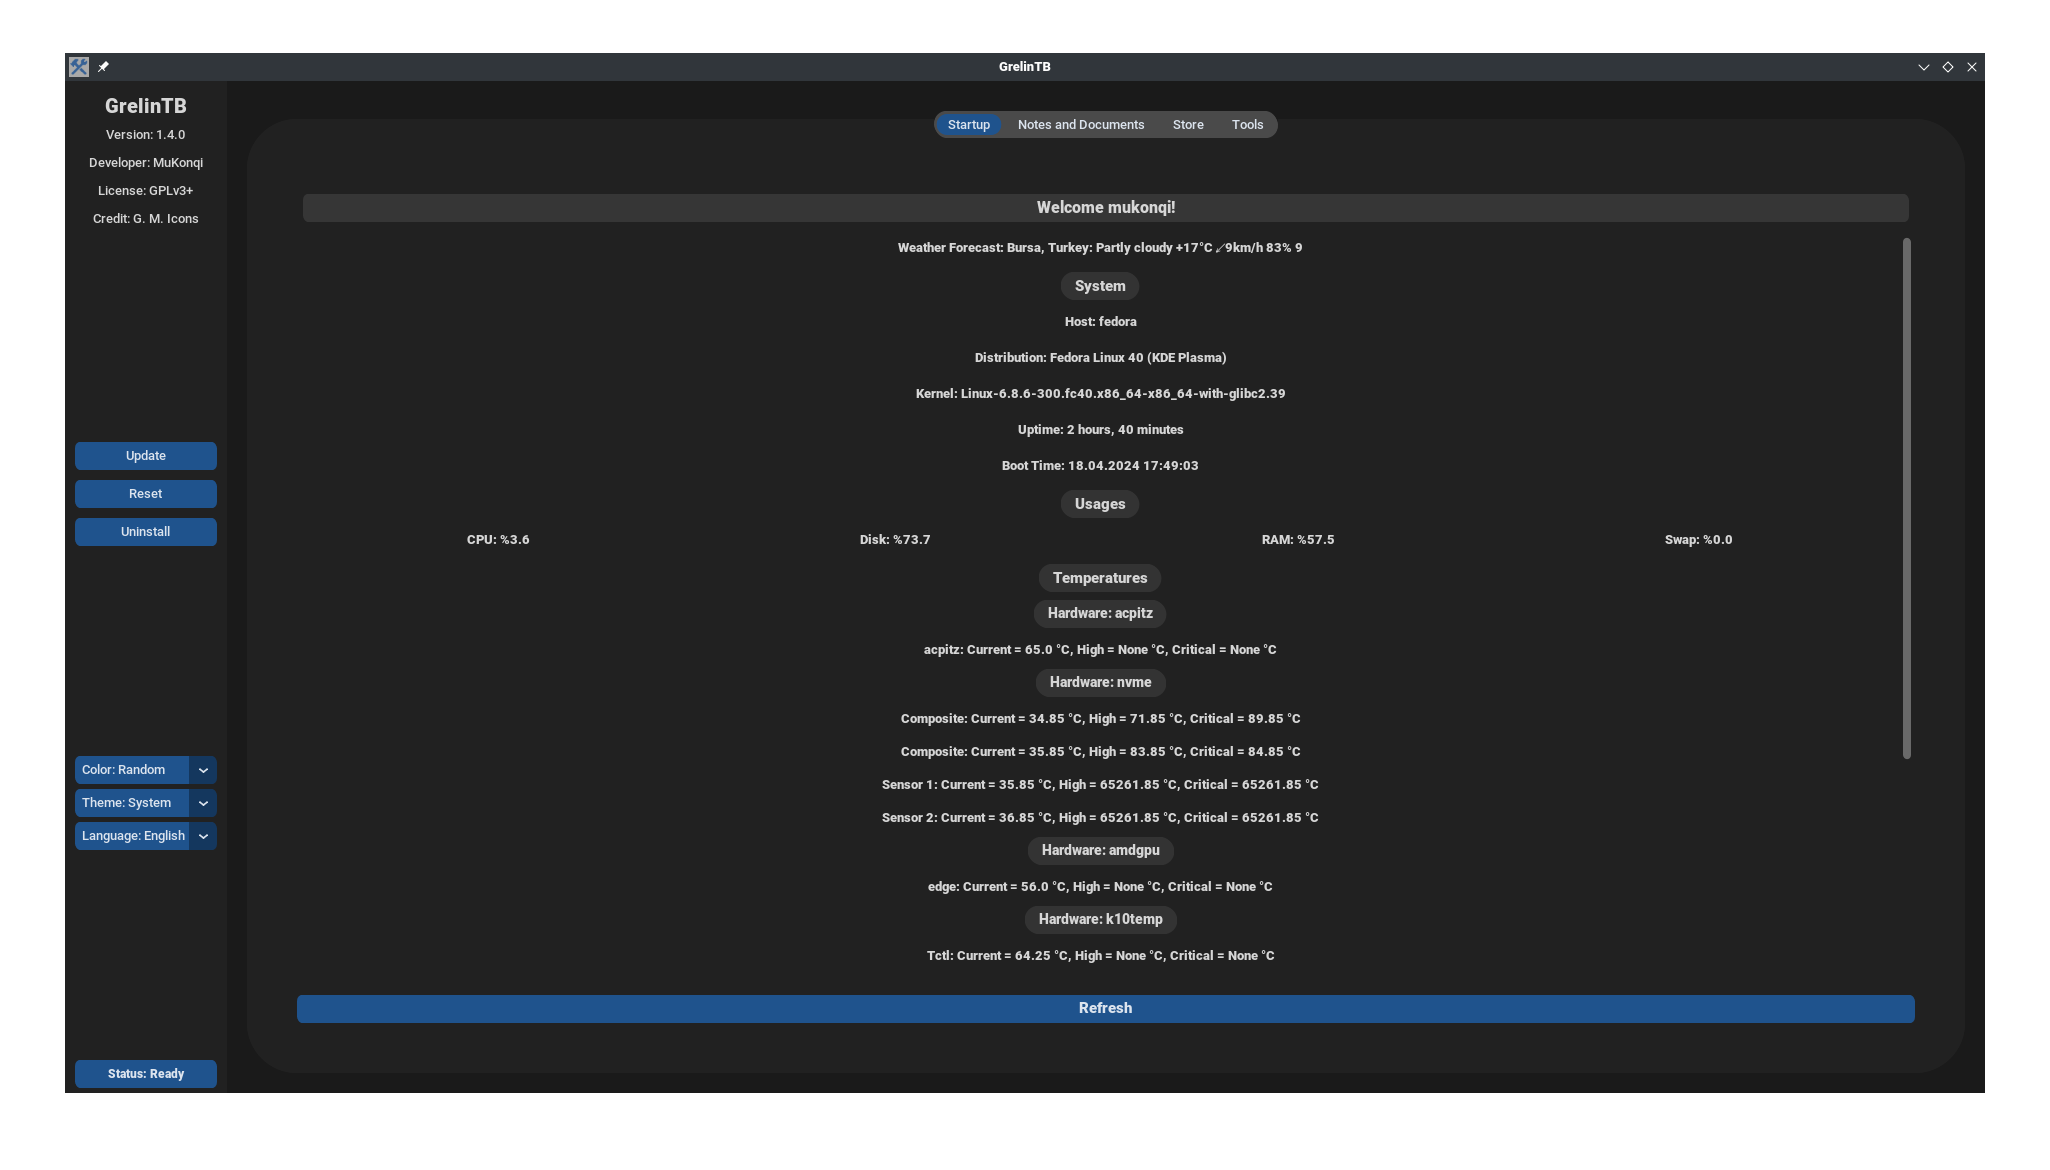 GrelinTB
GrelinTB
Version: 1.4.0
Developer: MuKonqi
License: GPLv3+
Credit: G. M. Icons
Update
Reset
Uninstall
Color: Random
Theme: System
Language: English
Status: Ready
Startup Notes and Documents Store Tools
Welcome mukonqi!
Weather Forecast: Bursa, Turkey: Partly cloudy +17°C ↙9km/h 83% 9
System
Host: fedora
Distribution: Fedora Linux 40 (KDE Plasma)
Kernel: Linux-6.8.6-300.fc40.x86_64-x86_64-with-glibc2.39
Uptime: 2 hours, 40 minutes
Boot Time: 18.04.2024 17:49:03
Usages
CPU: %3.6 Disk: %73.7 RAM: %57.5 Swap: %0.0
Temperatures
Hardware: acpitz
acpitz: Current = 65.0 °C, High = None °C, Critical = None °C
Hardware: nvme
Composite: Current = 34.85 °C, High = 71.85 °C, Critical = 89.85 °C
Composite: Current = 35.85 °C, High = 83.85 °C, Critical = 84.85 °C
Sensor 1: Current = 35.85 °C, High = 65261.85 °C, Critical = 65261.85 °C
Sensor 2: Current = 36.85 °C, High = 65261.85 °C, Critical = 65261.85 °C
Hardware: amdgpu
edge: Current = 56.0 °C, High = None °C, Critical = None °C
Hardware: k10temp
Tctl: Current = 64.25 °C, High = None °C, Critical = None °C
Refresh